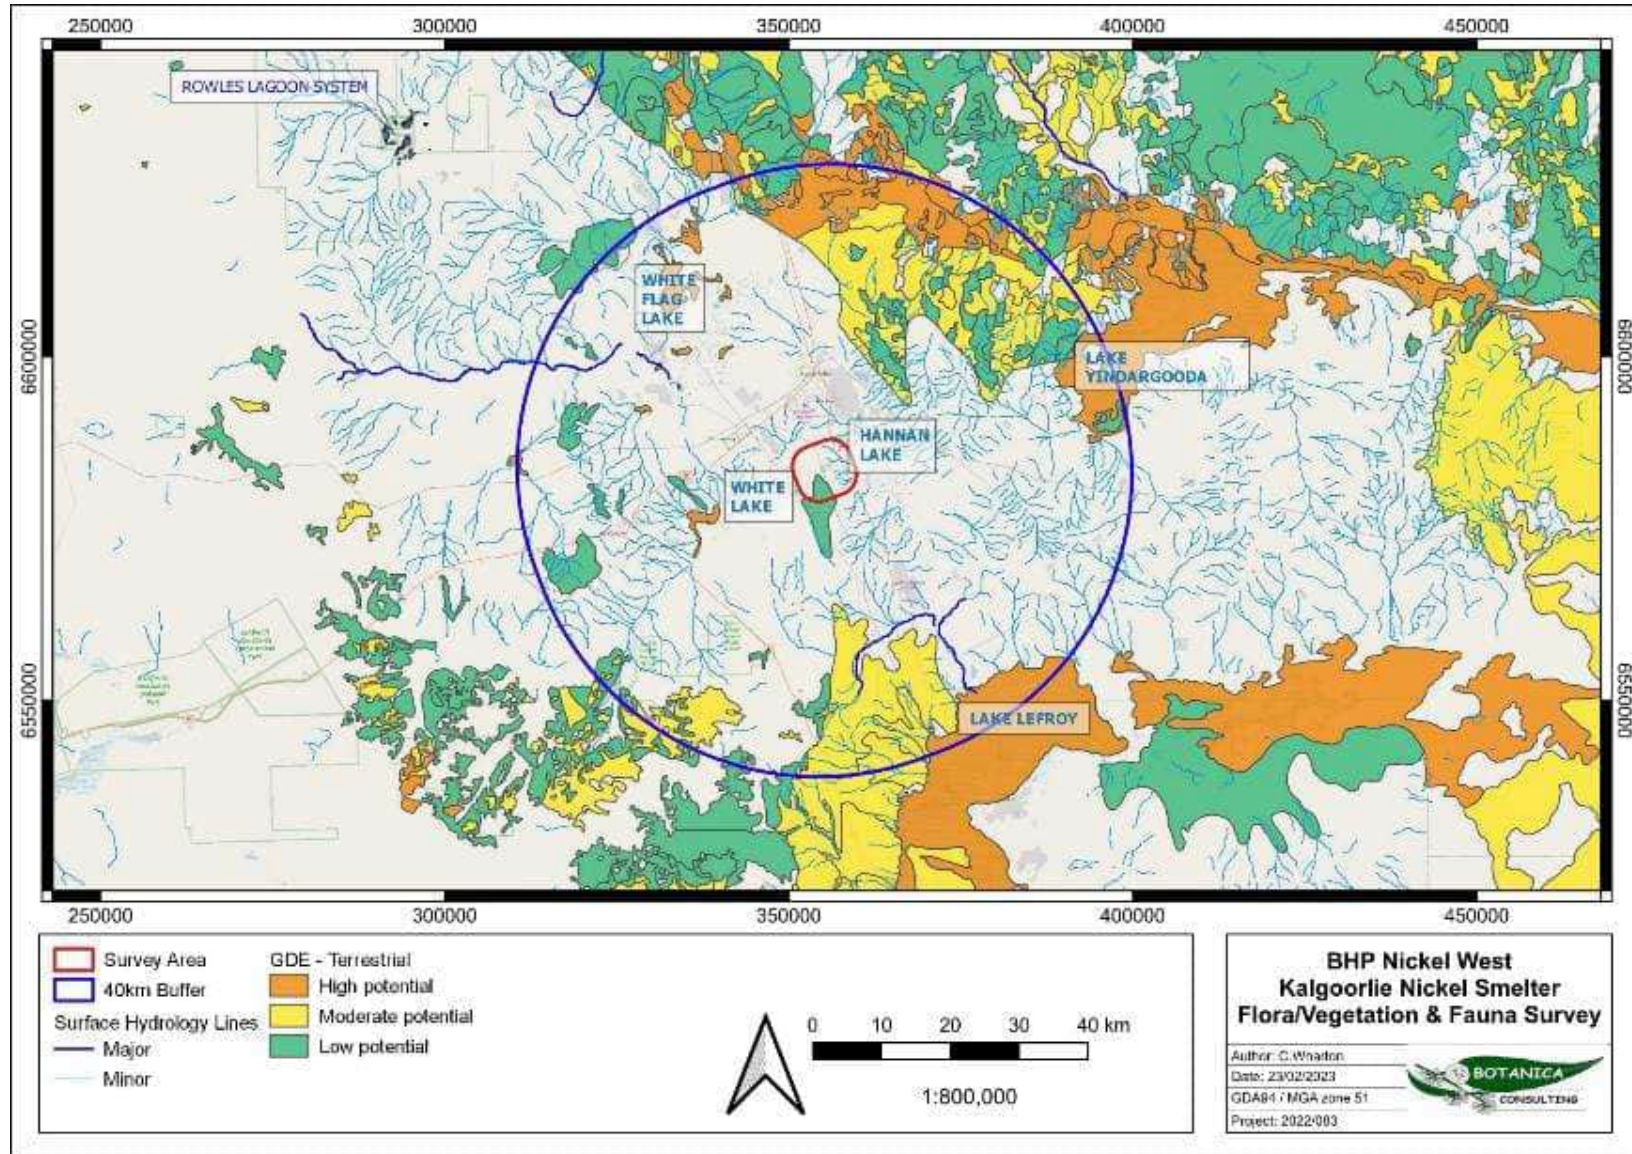 250000 300000 350000 400000 450000
ROWLES LAGOON SYSTEM
WHITE
FLAG
LAKE
6600000
6600000
LAKE
YINDARGOODA
HANNAN
LAKE
WHITE
LAKE
6550000
6550000
LAKE LEFROY
250000 300000 350000 400000 450000
Survey Area
40km Buffer
Surface Hydrology Lines
Major
Minor
GDE - Terrestrial
High potential
Moderate potential
Low potential
0 10 20 30 40 km
1:800,000
BHP Nickel West
Kalgoorlie Nickel Smelter
Flora/Vegetation & Fauna Survey
Author: C.Wharton
Date: 23/02/2023
GDA94 / MGA zone 51
Project: 2022/083
BOTANICA
CONSULTING